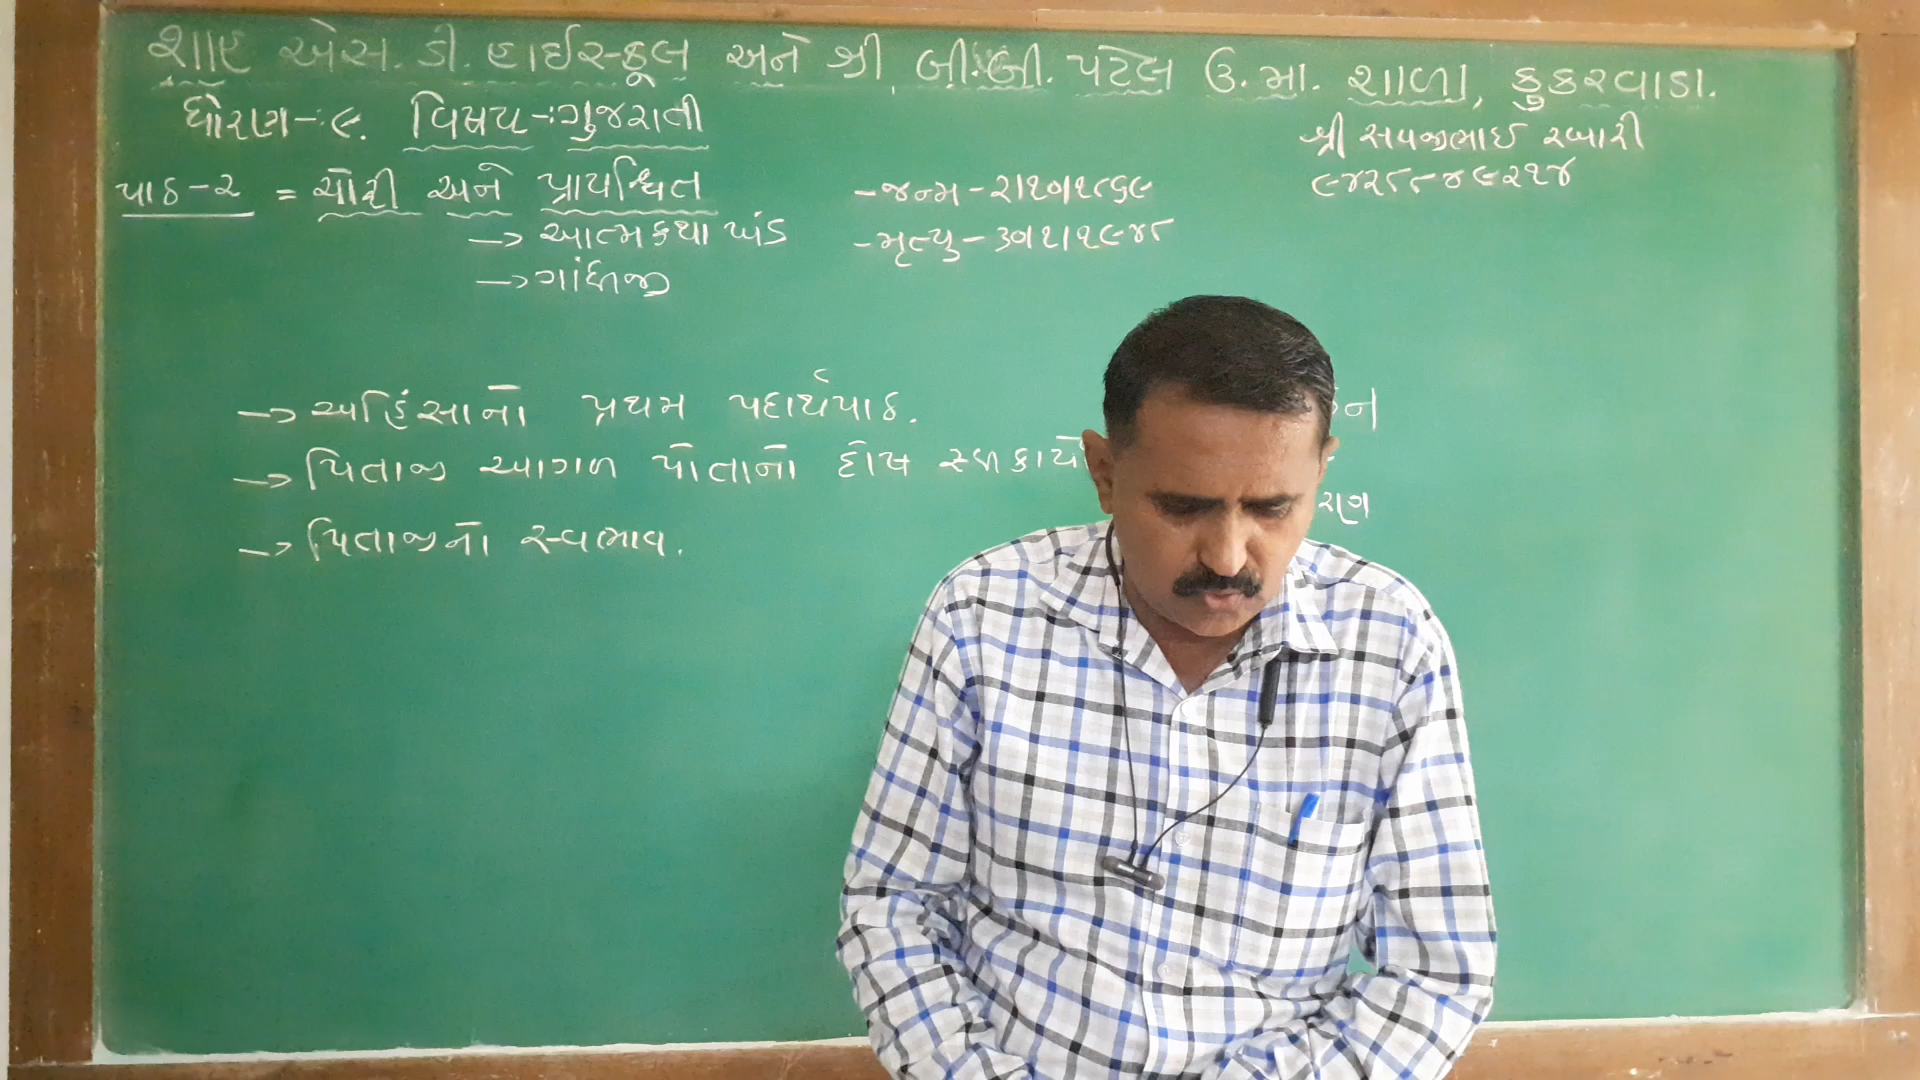 શાહ એસ. ડી. હાઈસ્કૂલ અને શ્રી બી.બી. પટેલ ઉ. મા. શાળા, કુકરવાડા.
ધોરણ-:૯. વિષય-:ગુજરાતી
શ્રી સવજીભાઈ રબારી
પાઠ-૨ = ચોરી અને પ્રાયશ્ચિત
-જન્મ-૨।૧૦।૧૮૬૯
→ આત્મકથા ખંડ
-મૃત્યુ-૩૦।૧।૧૯૪૮
→ ગાંધીજી
→ અહિંસાનો પ્રથમ પદાર્થપાઠ.
→ પિતાજી આગળ પોતાનો દોષ સ્વીકાર્યો
→ પિતાજીનો સ્વભાવ.